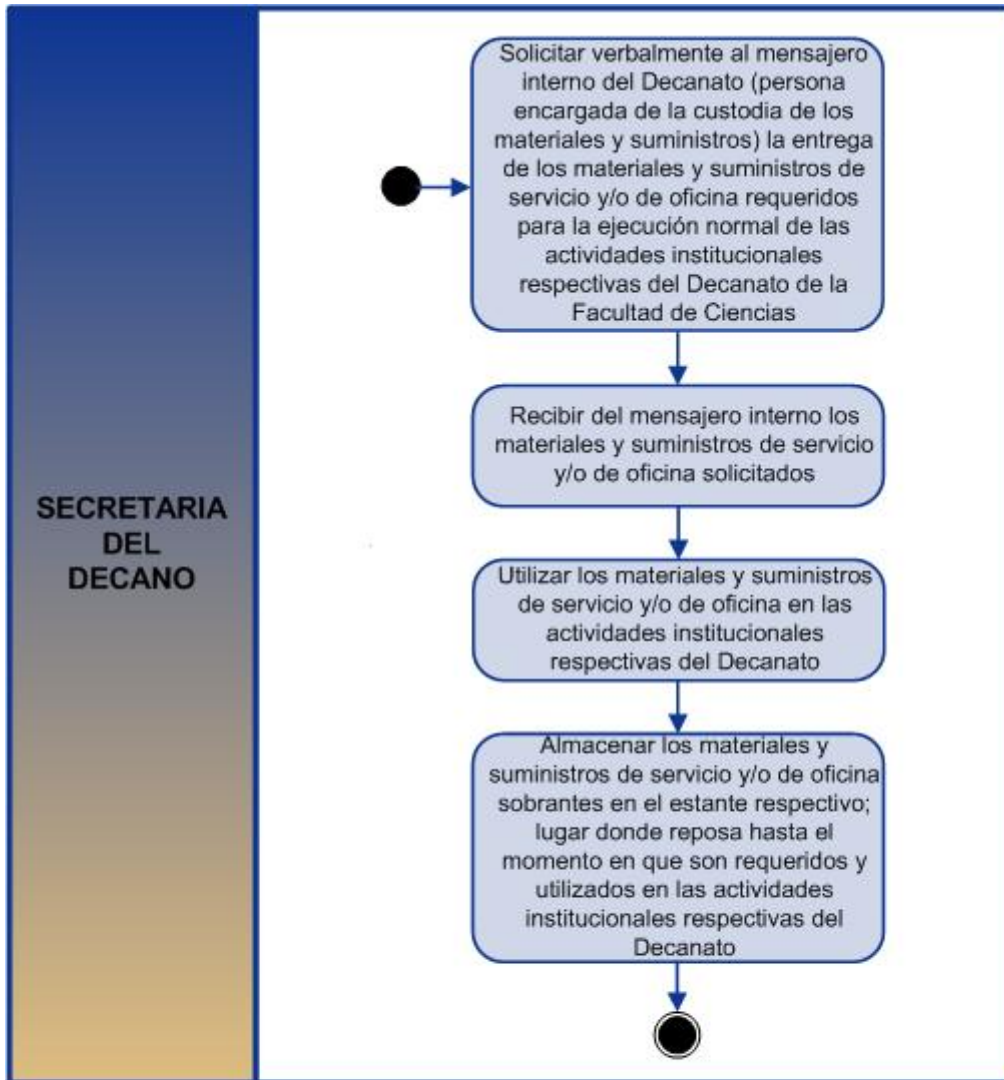 SECRETARIA
DEL
DECANO
Solicitar verbalmente al mensajero
interno del Decanato (persona
encargada de la custodia de los
materiales y suministros) la entrega
de los materiales y suministros de
servicio y/o de oficina requeridos
para la ejecución normal de las
actividades institucionales
respectivas del Decanato de la
Facultad de Ciencias
Recibir del mensajero interno los
materiales y suministros de servicio
y/o de oficina solicitados
Utilizar los materiales y suministros
de servicio y/o de oficina en las
actividades institucionales
respectivas del Decanato
Almacenar los materiales y
suministros de servicio y/o de oficina
sobrantes en el estante respectivo;
lugar donde reposa hasta el
momento en que son requeridos y
utilizados en las actividades
institucionales respectivas del
Decanato